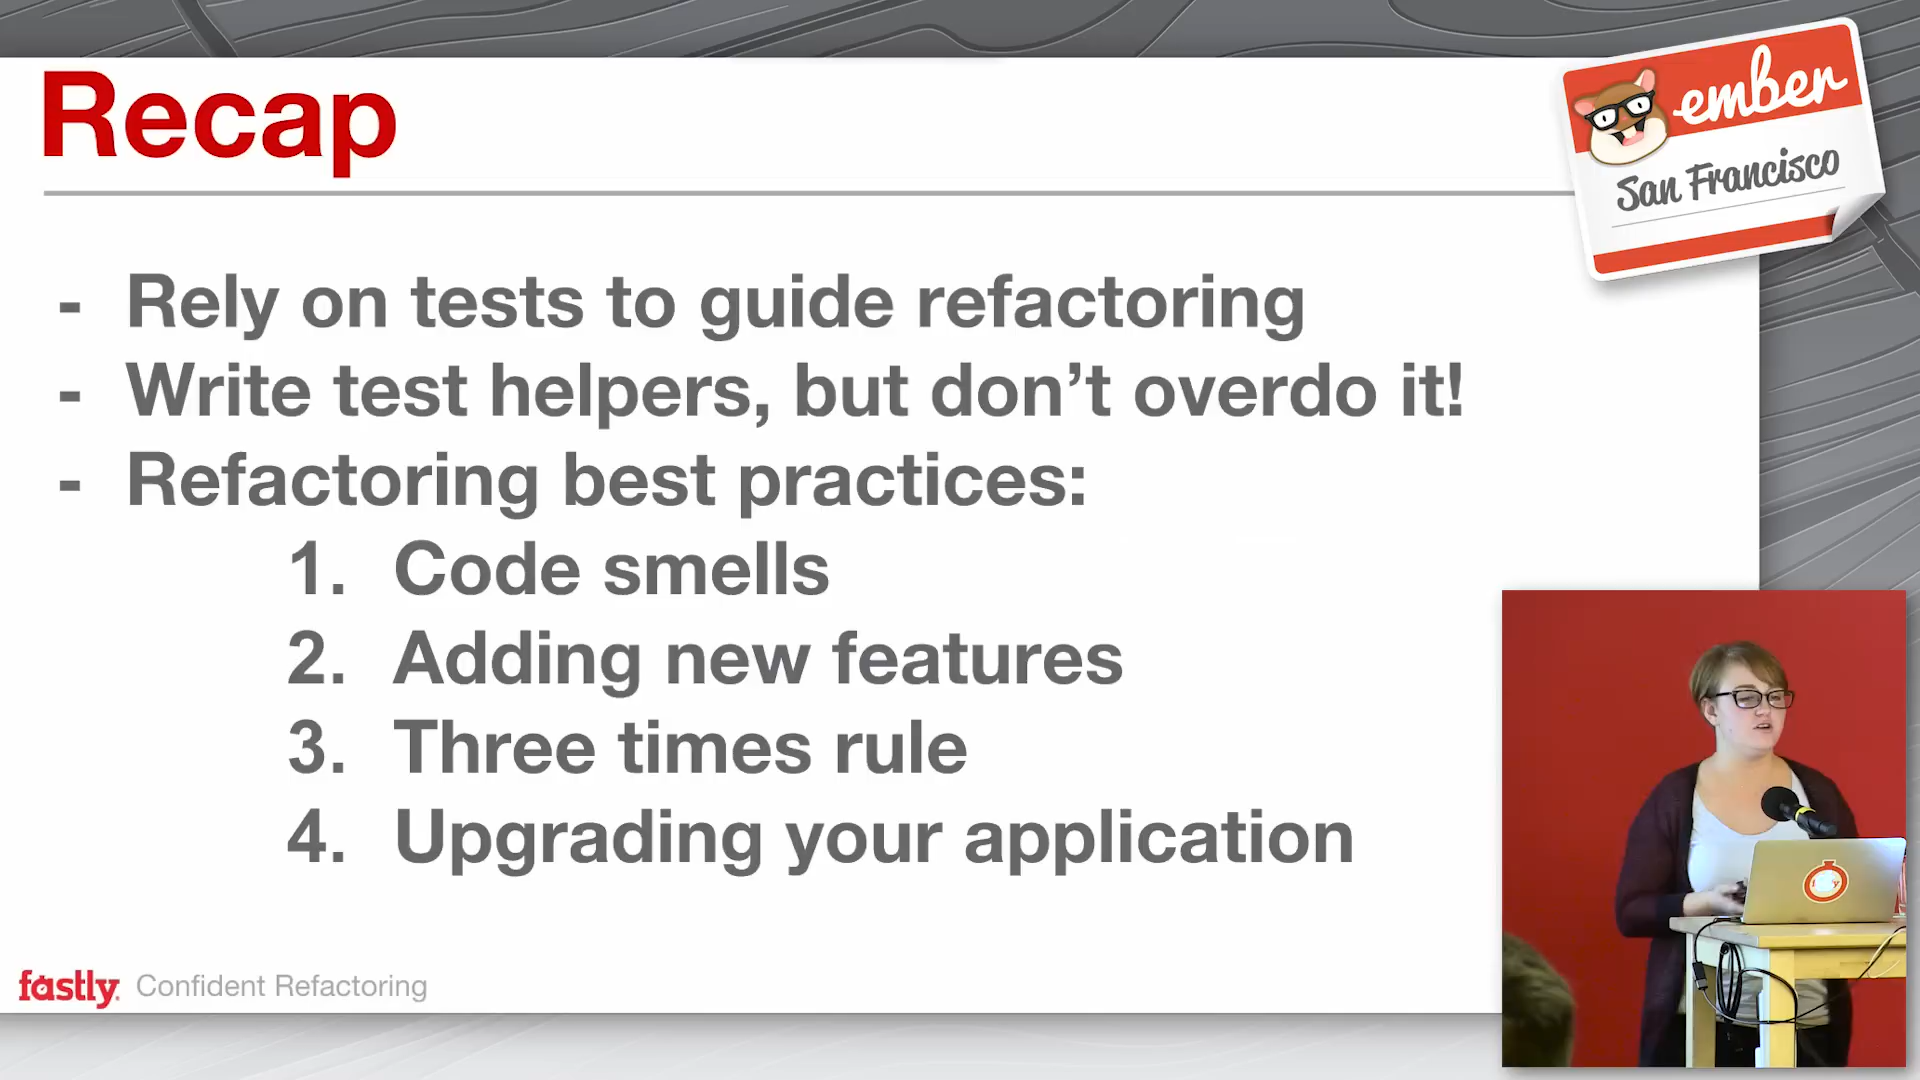 Recap
ember
San Francisco
- Rely on tests to guide refactoring
- Write test helpers, but don’t overdo it!
- Refactoring best practices:
1. Code smells
2. Adding new features
3. Three times rule
4. Upgrading your application
fastly Confident Refactoring